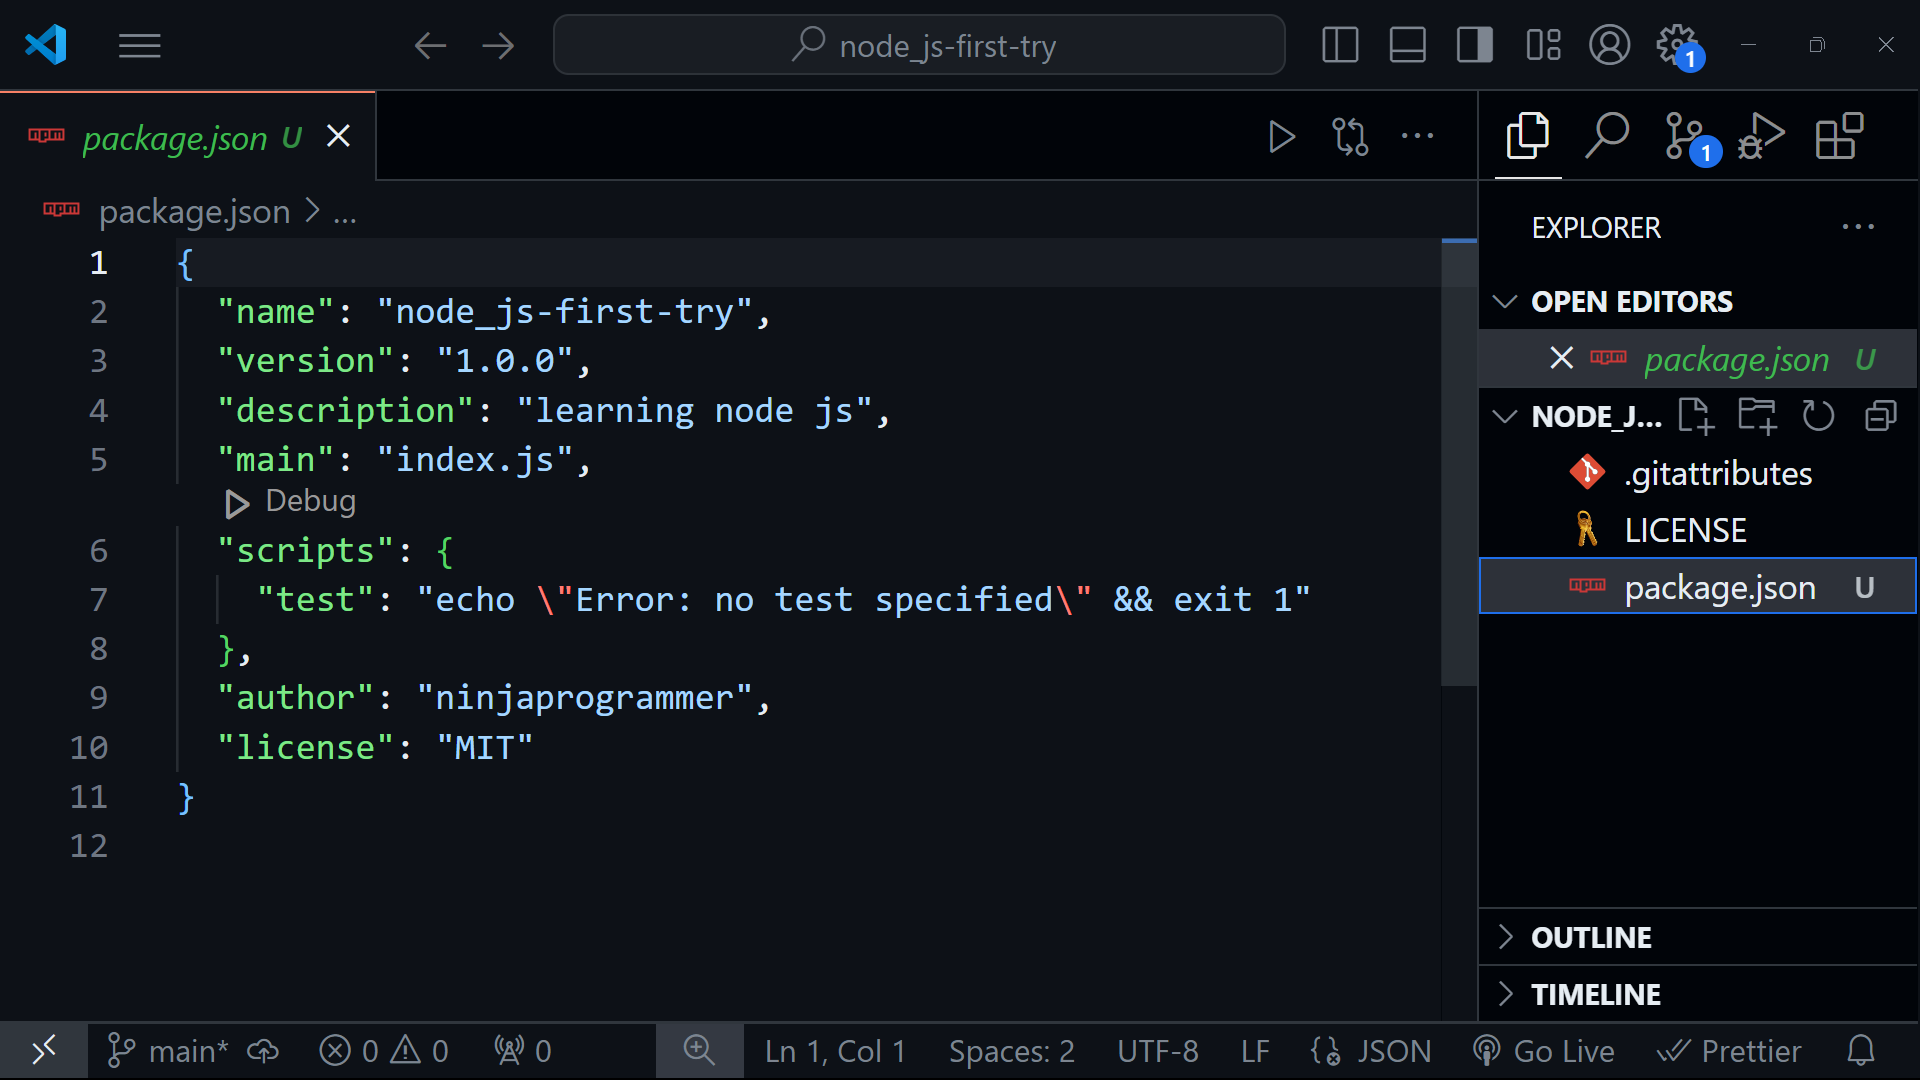 node_js-first-try
1
package.json U
package.json > ...
1 {
2 "name": "node_js-first-try",
3 "version": "1.0.0",
4 "description": "learning node js",
5 "main": "index.js",
Debug
6 "scripts": {
7 "test": "echo \"Error: no test specified\" && exit 1"
8 },
9 "author": "ninjaprogrammer",
10 "license": "MIT"
11 }
12
1
EXPLORER
OPEN EDITORS
package.json U
NODE_J...
.gitattributes
LICENSE
package.json U
OUTLINE
TIMELINE
main* 0 0 0 Ln 1, Col 1 Spaces: 2 UTF-8 LF JSON Go Live Prettier